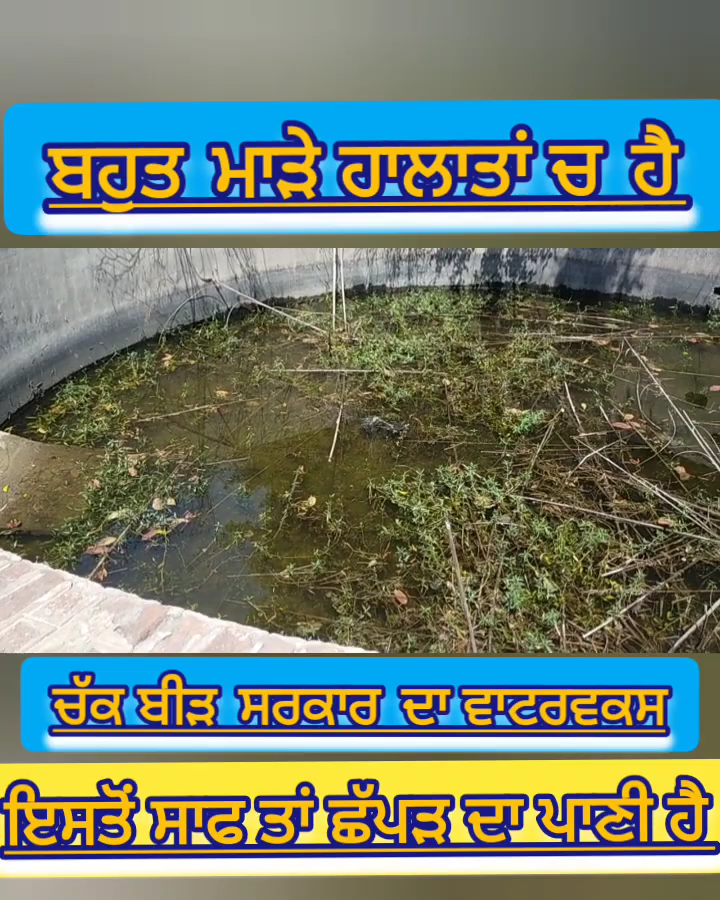 ਬਹੁਤ ਮਾੜੇ ਹਾਲਾਤਾਂ ਚ ਹੈ
ਚੱਕ ਬੀੜ ਸਰਕਾਰ ਦਾ ਵਾਟਰਵਕਸ
ਇਸਤੋਂ ਸਾਫ ਤਾਂ ਛੱਪੜ ਦਾ ਪਾਣੀ ਹੈ